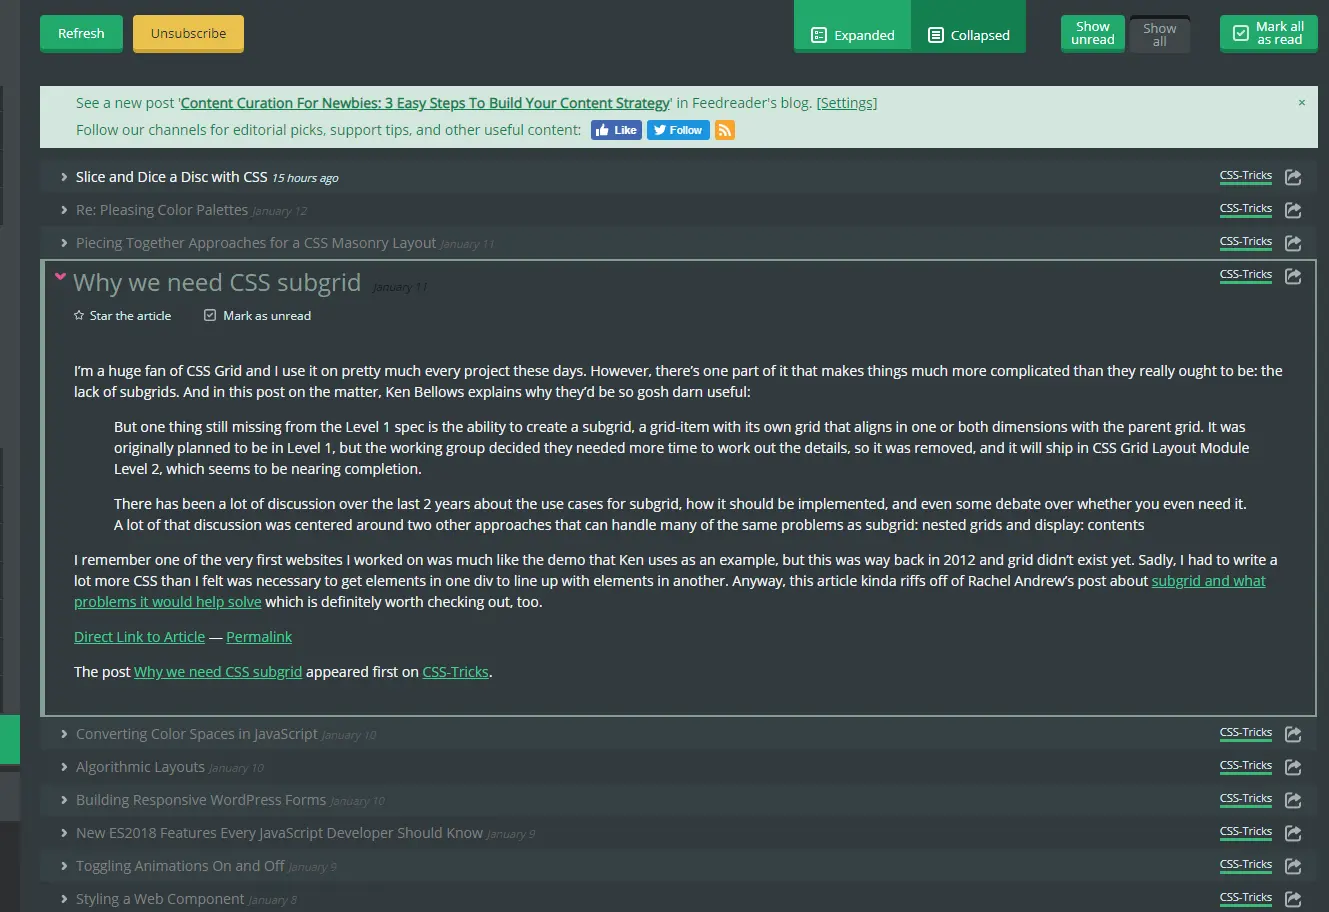 Refresh
Unsubscribe
Expanded
Collapsed
Show unread
Show all
Mark all as read
See a new post 'Content Curation For Newbies: 3 Easy Steps To Build Your Content Strategy' in Feedreader's blog. [Settings]
×
Follow our channels for editorial picks, support tips, and other useful content: Like Follow
Slice and Dice a Disc with CSS 15 hours ago CSS-Tricks
Re: Pleasing Color Palettes January 12 CSS-Tricks
Piecing Together Approaches for a CSS Masonry Layout January 11 CSS-Tricks
Why we need CSS subgrid January 11 CSS-Tricks
Star the article Mark as unread
I’m a huge fan of CSS Grid and I use it on pretty much every project these days. However, there’s one part of it that makes things much more complicated than they really ought to be: the
lack of subgrids. And in this post on the matter, Ken Bellows explains why they’d be so gosh darn useful:
But one thing still missing from the Level 1 spec is the ability to create a subgrid, a grid-item with its own grid that aligns in one or both dimensions with the parent grid. It was
originally planned to be in Level 1, but the working group decided they needed more time to work out the details, so it was removed, and it will ship in CSS Grid Layout Module
Level 2, which seems to be nearing completion.
There has been a lot of discussion over the last 2 years about the use cases for subgrid, how it should be implemented, and even some debate over whether you even need it.
A lot of that discussion was centered around two other approaches that can handle many of the same problems as subgrid: nested grids and display: contents
I remember one of the very first websites I worked on was much like the demo that Ken uses as an example, but this was way back in 2012 and grid didn’t exist yet. Sadly, I had to write a
lot more CSS than I felt was necessary to get elements in one div to line up with elements in another. Anyway, this article kinda riffs off of Rachel Andrew’s post about subgrid and what
problems it would help solve which is definitely worth checking out, too.
Direct Link to Article — Permalink
The post Why we need CSS subgrid appeared first on CSS-Tricks.
Converting Color Spaces in JavaScript January 10 CSS-Tricks
Algorithmic Layouts January 10 CSS-Tricks
Building Responsive WordPress Forms January 10 CSS-Tricks
New ES2018 Features Every JavaScript Developer Should Know January 9 CSS-Tricks
Toggling Animations On and Off January 9 CSS-Tricks
Styling a Web Component January 8 CSS-Tricks